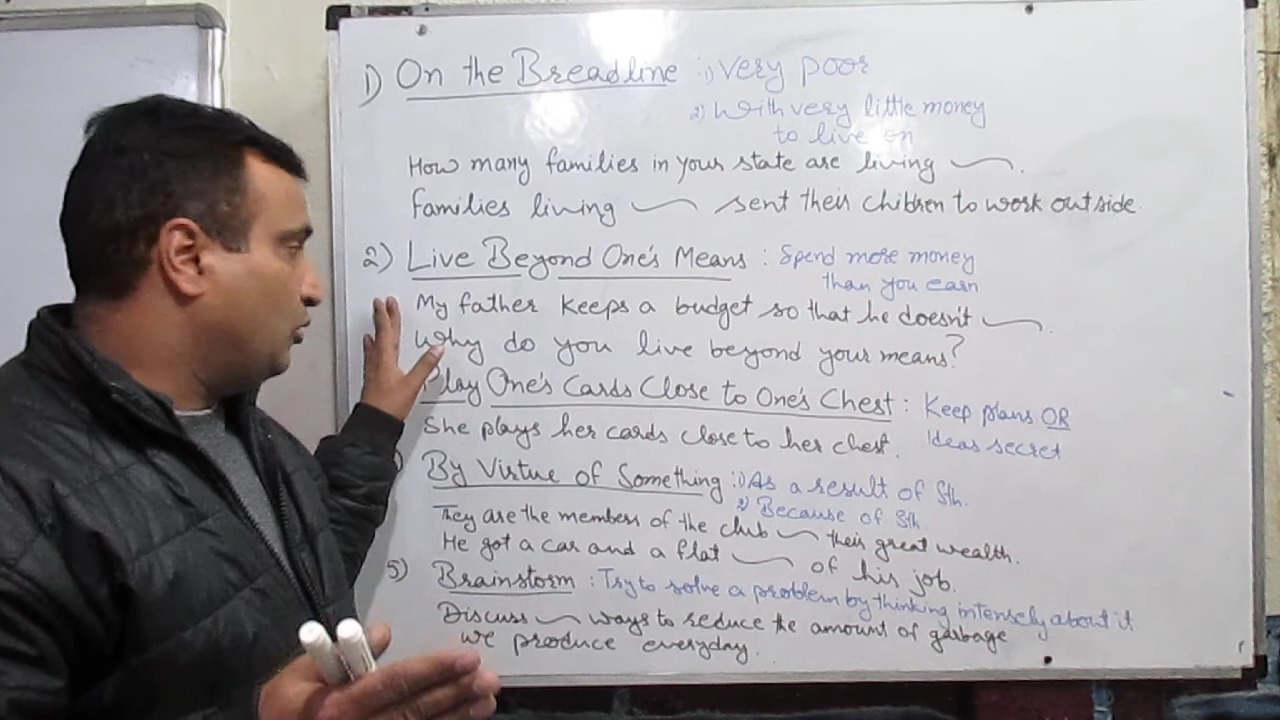 1) On the Breadline : 1) Very poor
2) With very little money
to live on
How many families in your state are living ___.
Families living ___ sent their children to work outside.
2) Live Beyond One's Means : Spend more money
than you earn
My father keeps a budget so that he doesn't ___.
Why do you live beyond your means?
Play One's Cards Close to One's Chest : Keep plans OR
She plays her cards close to her chest. Ideas secret
By Virtue of Something : 1) As a result of Sth.
2) Because of Sth.
They are the members of the club ___ their great wealth.
He got a car and a flat ___ of his job.
5) Brainstorm : Try to solve a problem by thinking intensely about it
Discuss ___ ways to reduce the amount of garbage
we produce everyday.